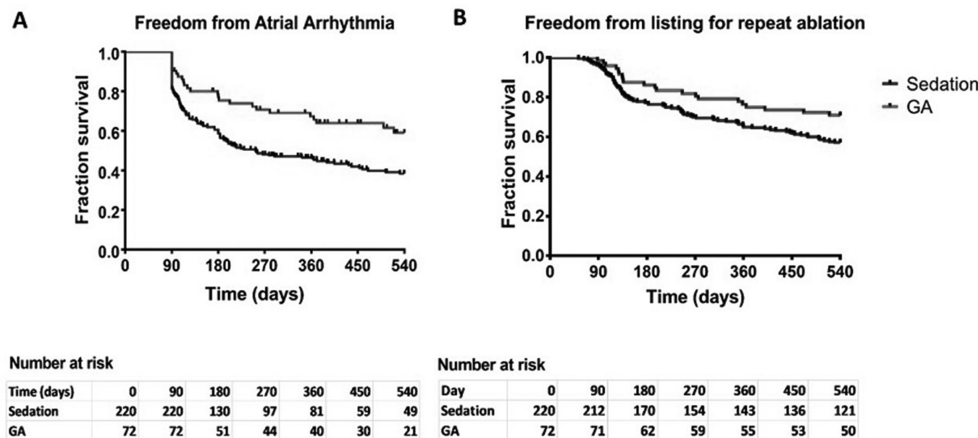 A
Freedom from Atrial Arrhythmia
Fraction survival
1.0
0.8
0.6
0.4
0.2
0.0
0 90 180 270 360 450 540
Time (days)
B
Freedom from listing for repeat ablation
Fraction survival
1.0
0.8
0.6
0.4
0.2
0.0
0 90 180 270 360 450 540
Time (days)
Sedation
GA
Number at risk
Time (days) 0 90 180 270 360 450 540
Sedation 220 220 130 97 81 59 49
GA 72 72 51 44 40 30 21
Number at risk
Day 0 90 180 270 360 450 540
Sedation 220 212 170 154 143 136 121
GA 72 71 62 59 55 53 50